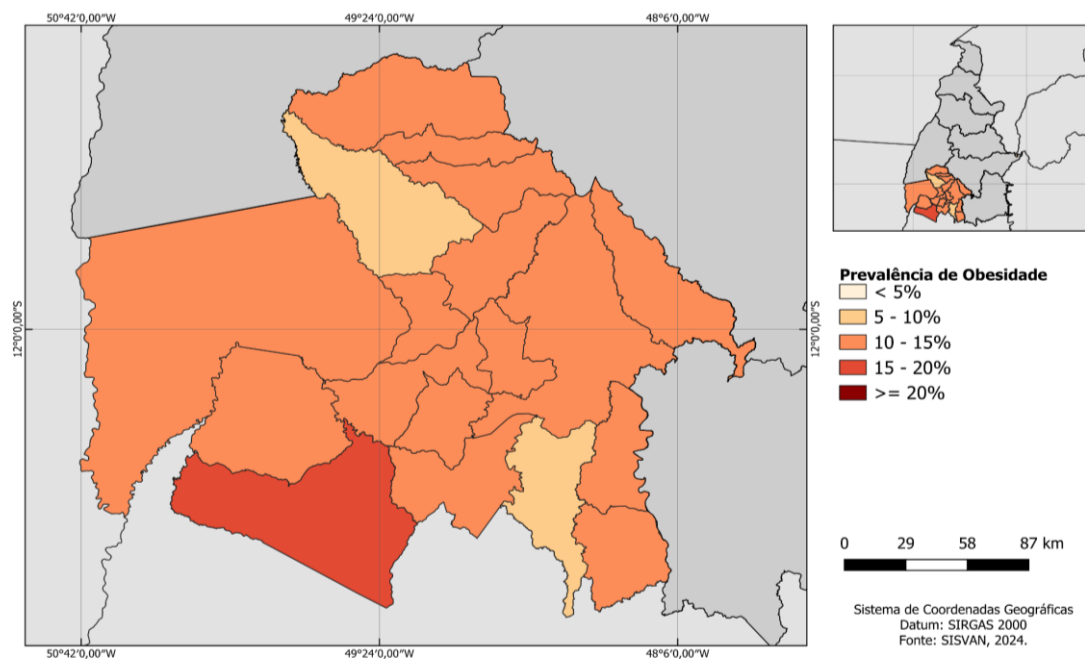 50°42'0,00"W 49°24'0,00"W 48°6'0,00"W
12°0'0,00"S 12°0'0,00"S
50°42'0,00"W 49°24'0,00"W 48°6'0,00"W
Prevalência de Obesidade
< 5%
5 - 10%
10 - 15%
15 - 20%
>= 20%
0 29 58 87 km
Sistema de Coordenadas Geográficas
Datum: SIRGAS 2000
Fonte: SISVAN, 2024.